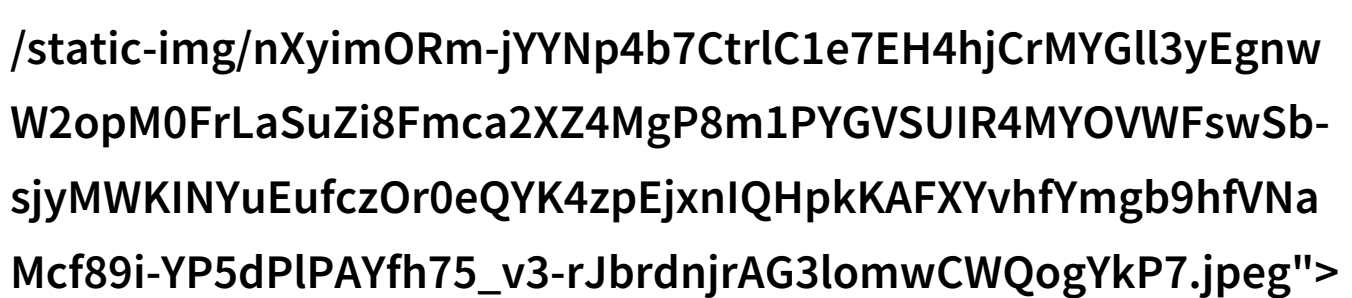 /static-img/nXyimORm-jYYNp4b7CtrlC1e7EH4hjCrMYGll3yEgnw
W2opM0FrLaSuZi8Fmca2XZ4MgP8m1PYGVSUIR4MYOVWFswSb-
sjyMWKINYuEufczOr0eQYK4zpEjxnIQHpkKAFXYvhfYmgb9hfVNa
Mcf89i-YP5dPlPAYfh75_v3-rJbrdnjrAG3lomwCWQogYkP7.jpeg">